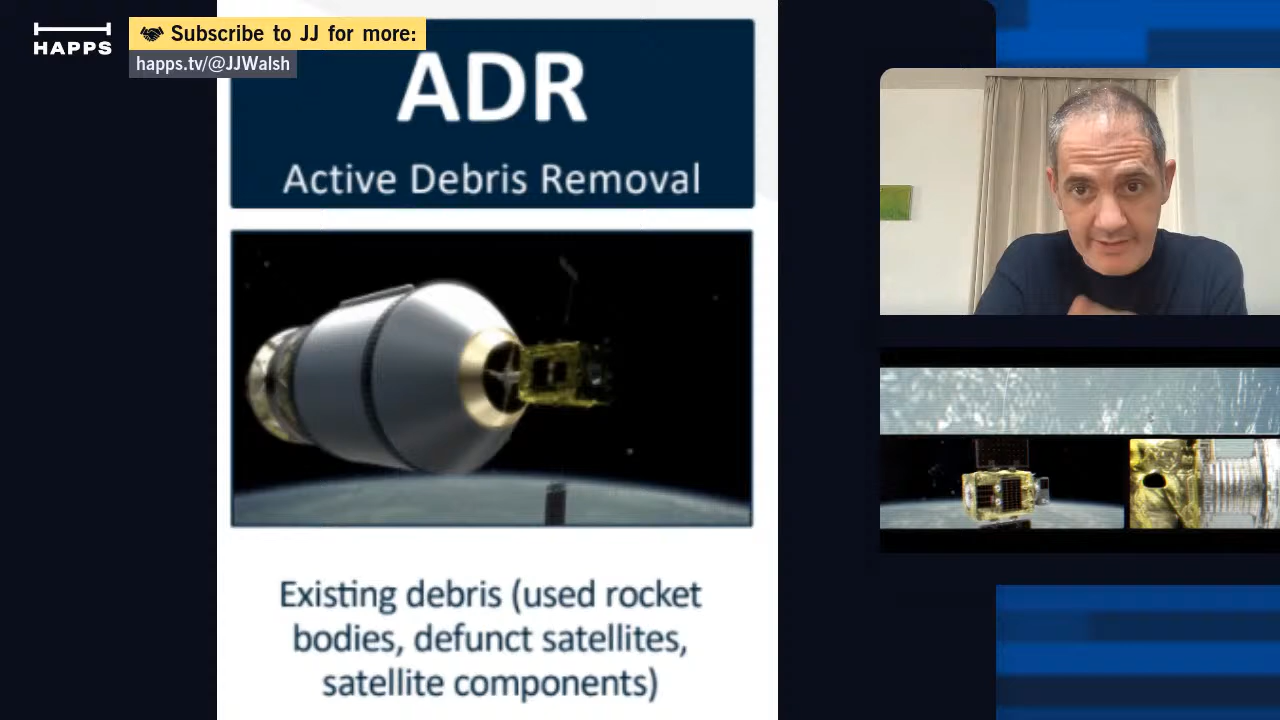 HAPPS
Subscribe to JJ for more:
happs.tv/@JJWalsh
ADR
Active Debris Removal
Existing debris (used rocket
bodies, defunct satellites,
satellite components)